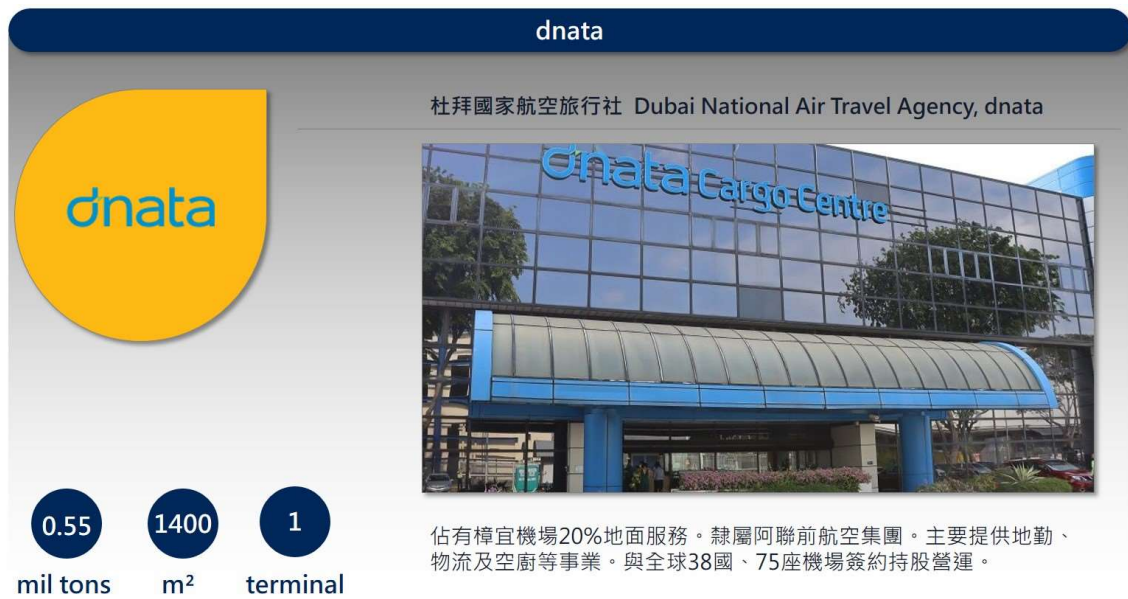 dnata
杜拜國家航空旅行社 Dubai National Air Travel Agency, dnata
dnata
dnata Cargo Centre
0.55
1400
1
mil tons
m²
terminal
佔有樟宜機場20%地面服務。隸屬阿聯前航空集團。主要提供地勤、
物流及空廚等事業。與全球38國、75座機場簽約持股營運。